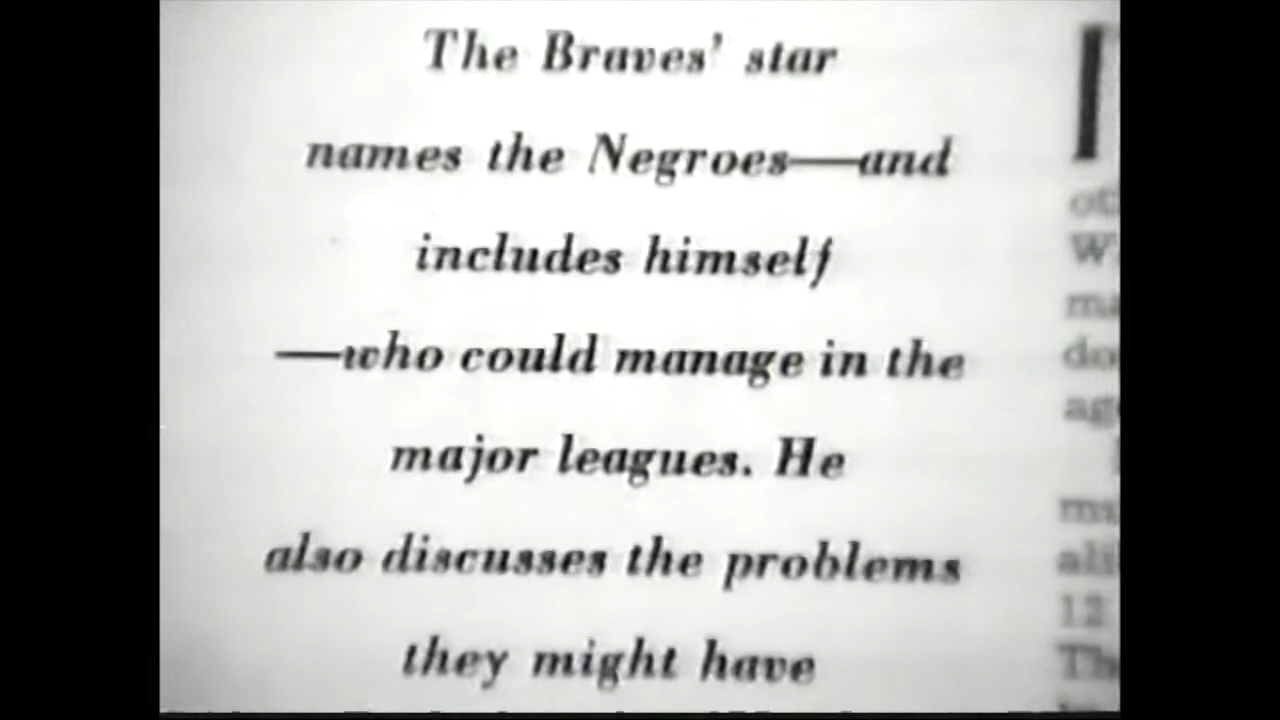 The Braves' star
names the Negroes—and
includes himself
—who could manage in the
major leagues. He
also discusses the problems
they might have
12